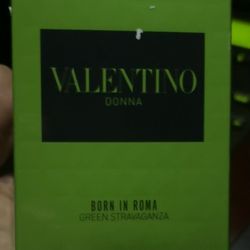 VALENTINO
DONNA
BORN IN ROMA
GREEN STRAVAGANZA